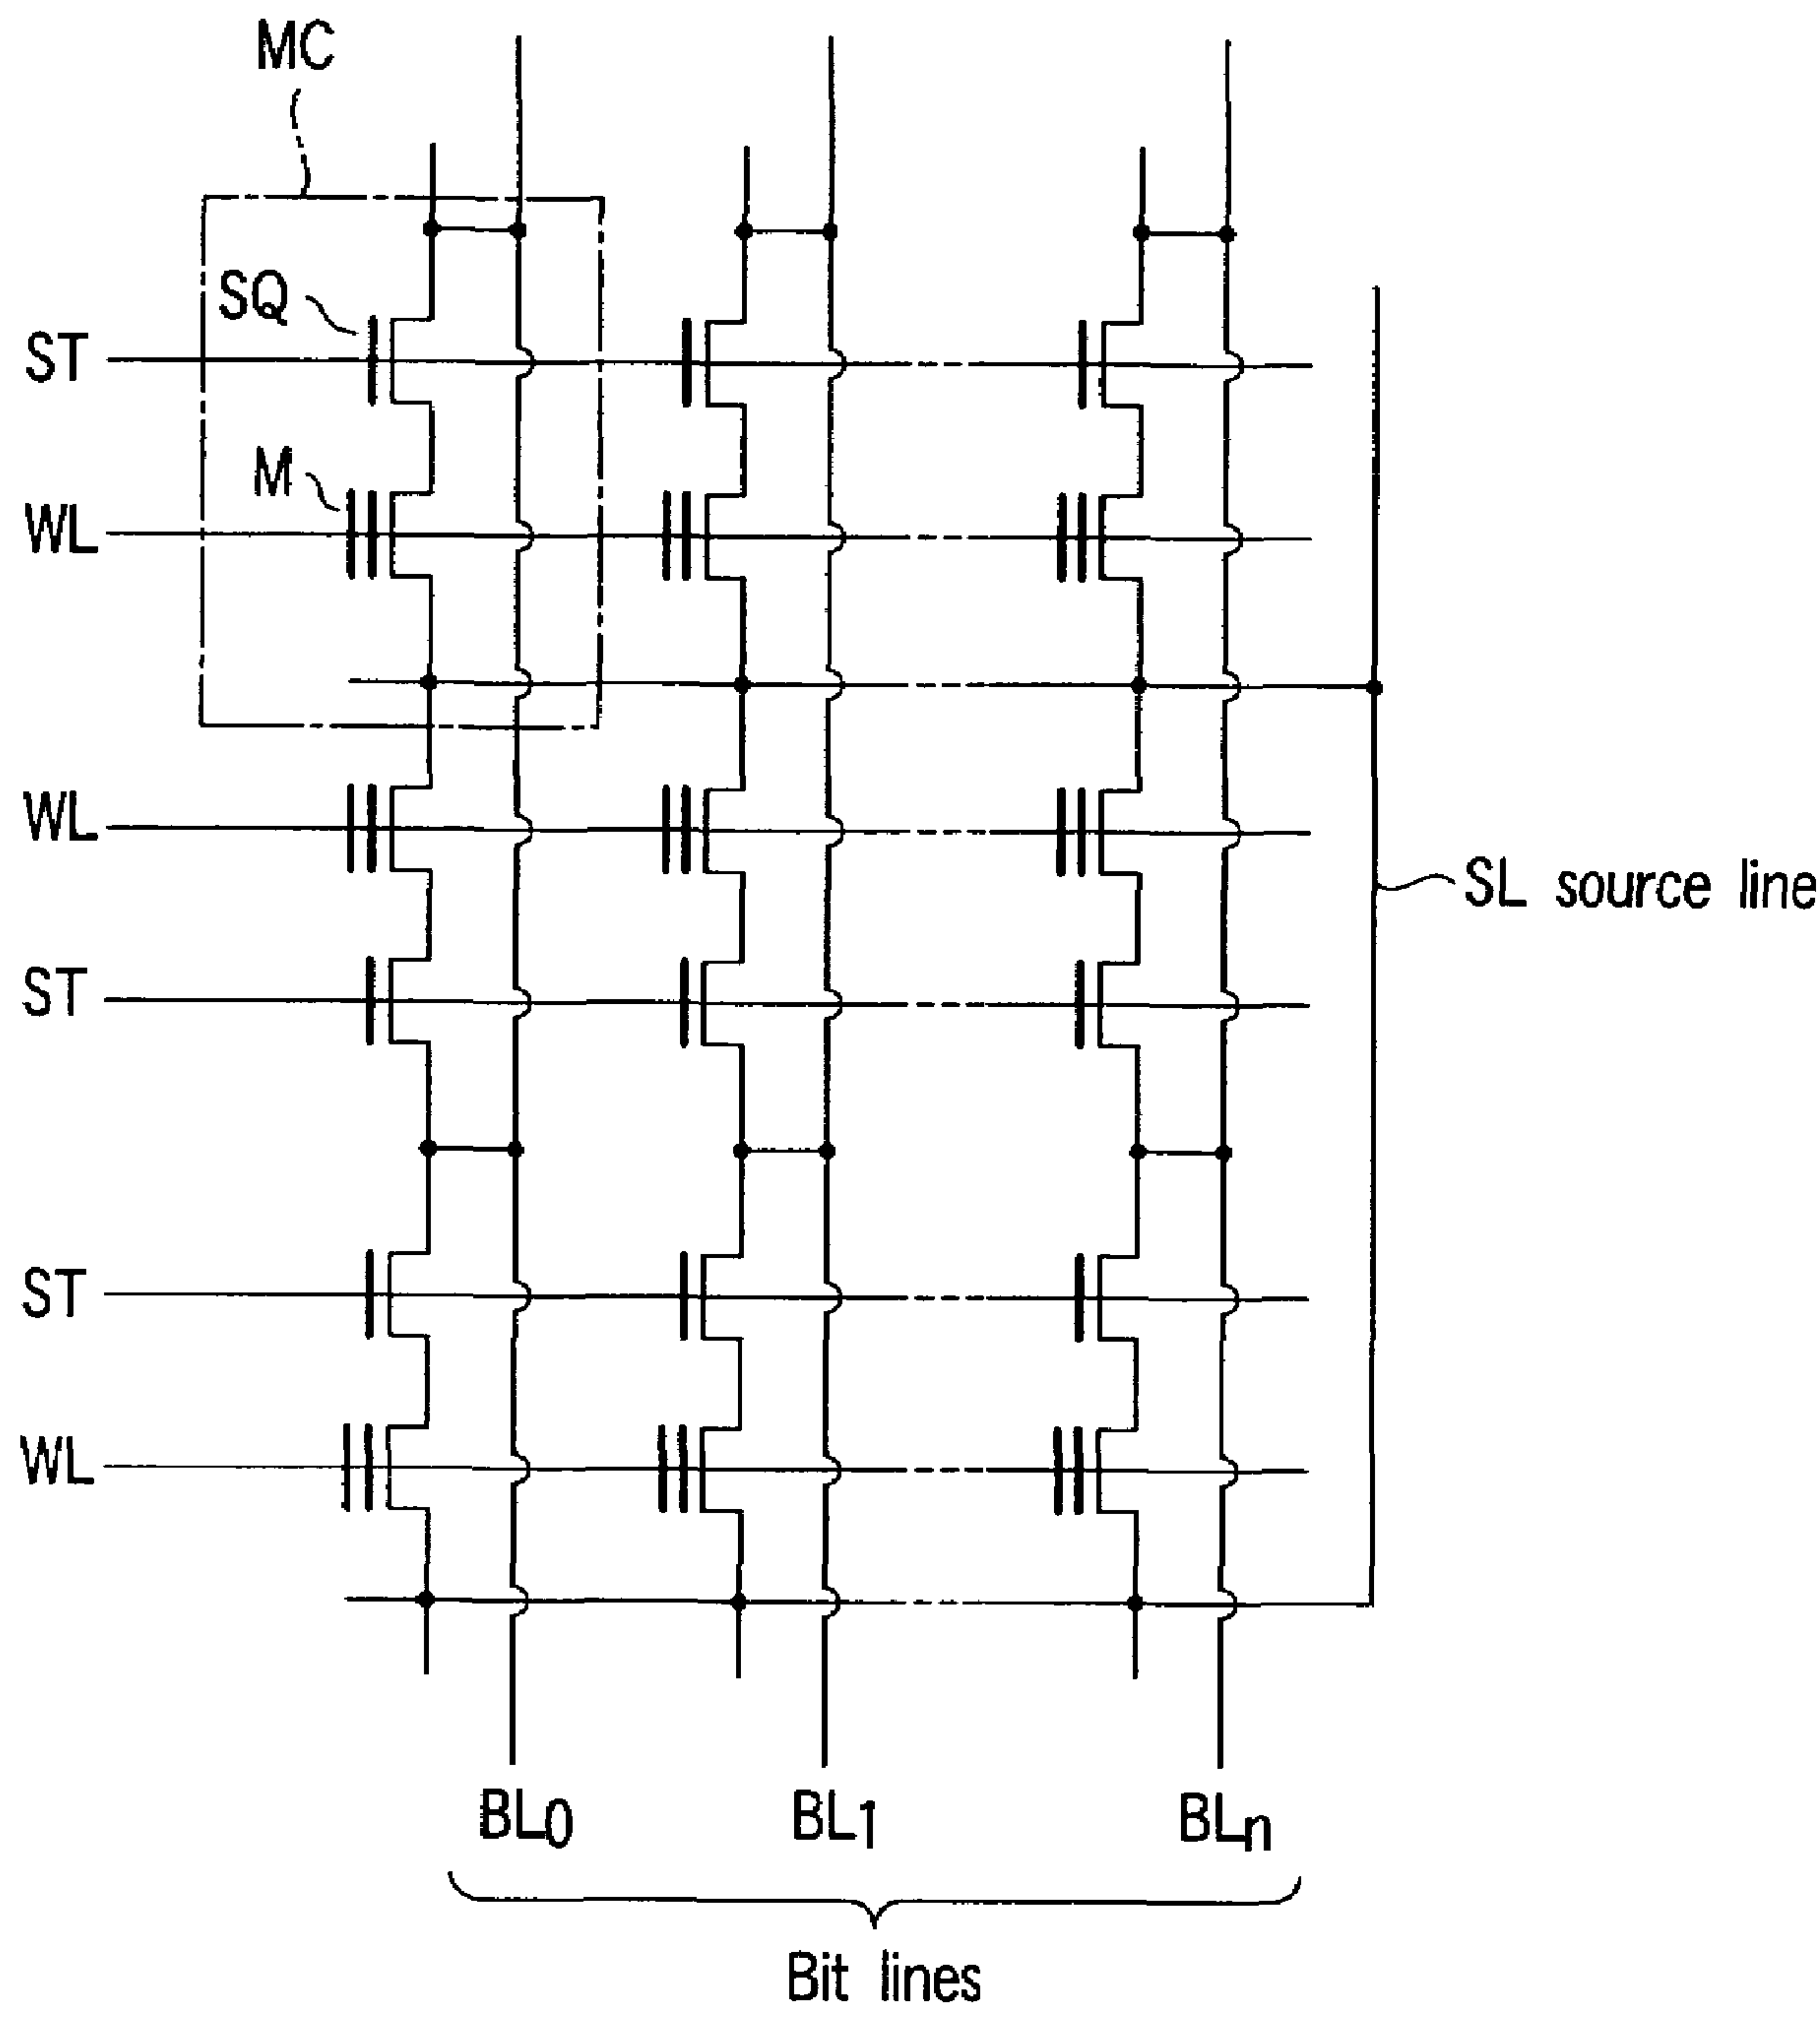 MC
SQ
ST
M
WL
WL
SL source line
ST
ST
WL
BL0
BL1
BLn
Bit lines